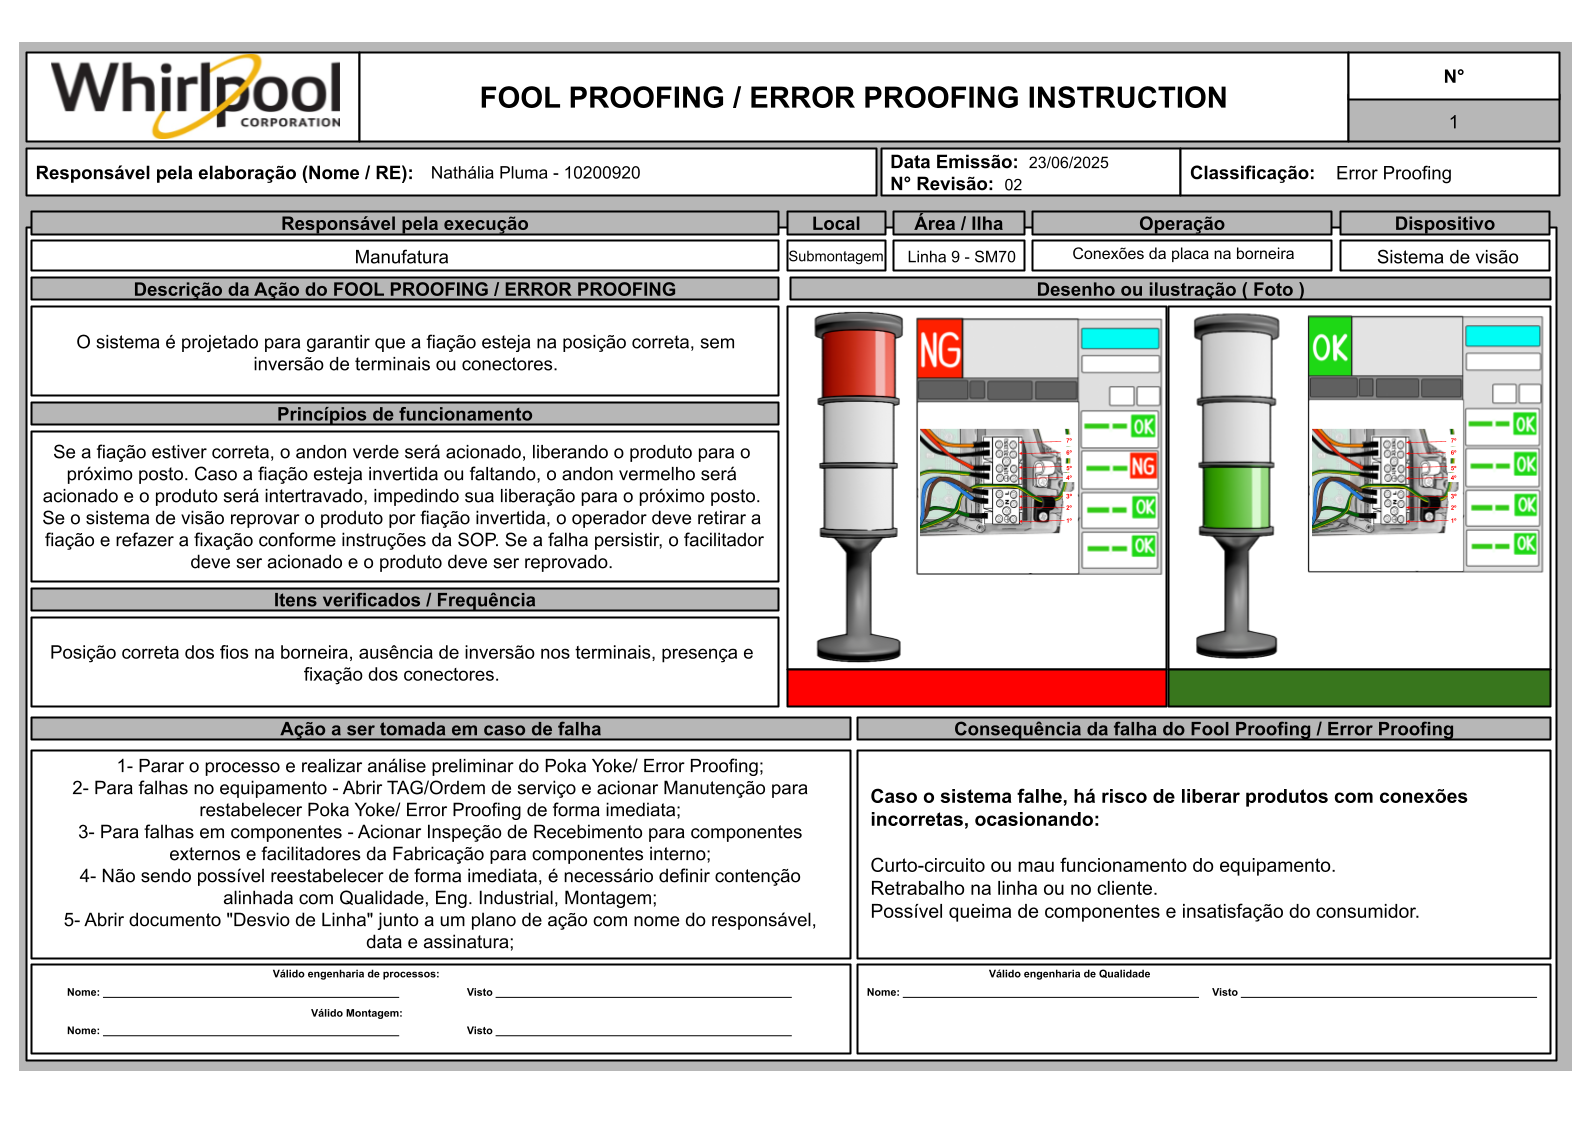 Whirlpool
CORPORATION
FOOL PROOFING / ERROR PROOFING INSTRUCTION
N°
1
Responsável pela elaboração (Nome / RE): Nathália Pluma - 10200920
Data Emissão: 23/06/2025
N° Revisão: 02
Classificação: Error Proofing
Responsável pela execução
Local
Área / Ilha
Operação
Dispositivo
Manufatura
Submontagem
Linha 9 - SM70
Conexões da placa na borneira
Sistema de visão
Descrição da Ação do FOOL PROOFING / ERROR PROOFING
Desenho ou ilustração ( Foto )
O sistema é projetado para garantir que a fiação esteja na posição correta, sem
inversão de terminais ou conectores.
Princípios de funcionamento
Se a fiação estiver correta, o andon verde será acionado, liberando o produto para o
próximo posto. Caso a fiação esteja invertida ou faltando, o andon vermelho será
acionado e o produto será intertravado, impedindo sua liberação para o próximo posto.
Se o sistema de visão reprovar o produto por fiação invertida, o operador deve retirar a
fiação e refazer a fixação conforme instruções da SOP. Se a falha persistir, o facilitador
deve ser acionado e o produto deve ser reprovado.
Itens verificados / Frequência
Posição correta dos fios na borneira, ausência de inversão nos terminais, presença e
fixação dos conectores.
NG
OK
NG
OK
OK
7º
6º
5º
4º
3º
2º
1º
OK
OK
OK
OK
OK
7º
6º
5º
4º
3º
2º
1º
Ação a ser tomada em caso de falha
1- Parar o processo e realizar análise preliminar do Poka Yoke/ Error Proofing;
2- Para falhas no equipamento - Abrir TAG/Ordem de serviço e acionar Manutenção para
restabelecer Poka Yoke/ Error Proofing de forma imediata;
3- Para falhas em componentes - Acionar Inspeção de Recebimento para componentes
externos e facilitadores da Fabricação para componentes interno;
4- Não sendo possível reestabelecer de forma imediata, é necessário definir contenção
alinhada com Qualidade, Eng. Industrial, Montagem;
5- Abrir documento "Desvio de Linha" junto a um plano de ação com nome do responsável,
data e assinatura;
Consequência da falha do Fool Proofing / Error Proofing
Caso o sistema falhe, há risco de liberar produtos com conexões
incorretas, ocasionando:
Curto-circuito ou mau funcionamento do equipamento.
Retrabalho na linha ou no cliente.
Possível queima de componentes e insatisfação do consumidor.
Válido engenharia de processos:
Nome: Visto
Válido Montagem:
Nome: Visto
Válido engenharia de Qualidade
Nome: Visto